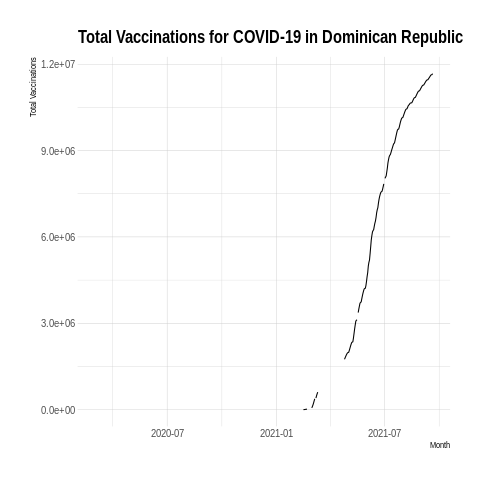 Total Vaccinations for COVID-19 in Dominican Republic
Total Vaccinations
1.2e+07
9.0e+06
6.0e+06
3.0e+06
0.0e+00
2020-07
2021-01
2021-07
Month